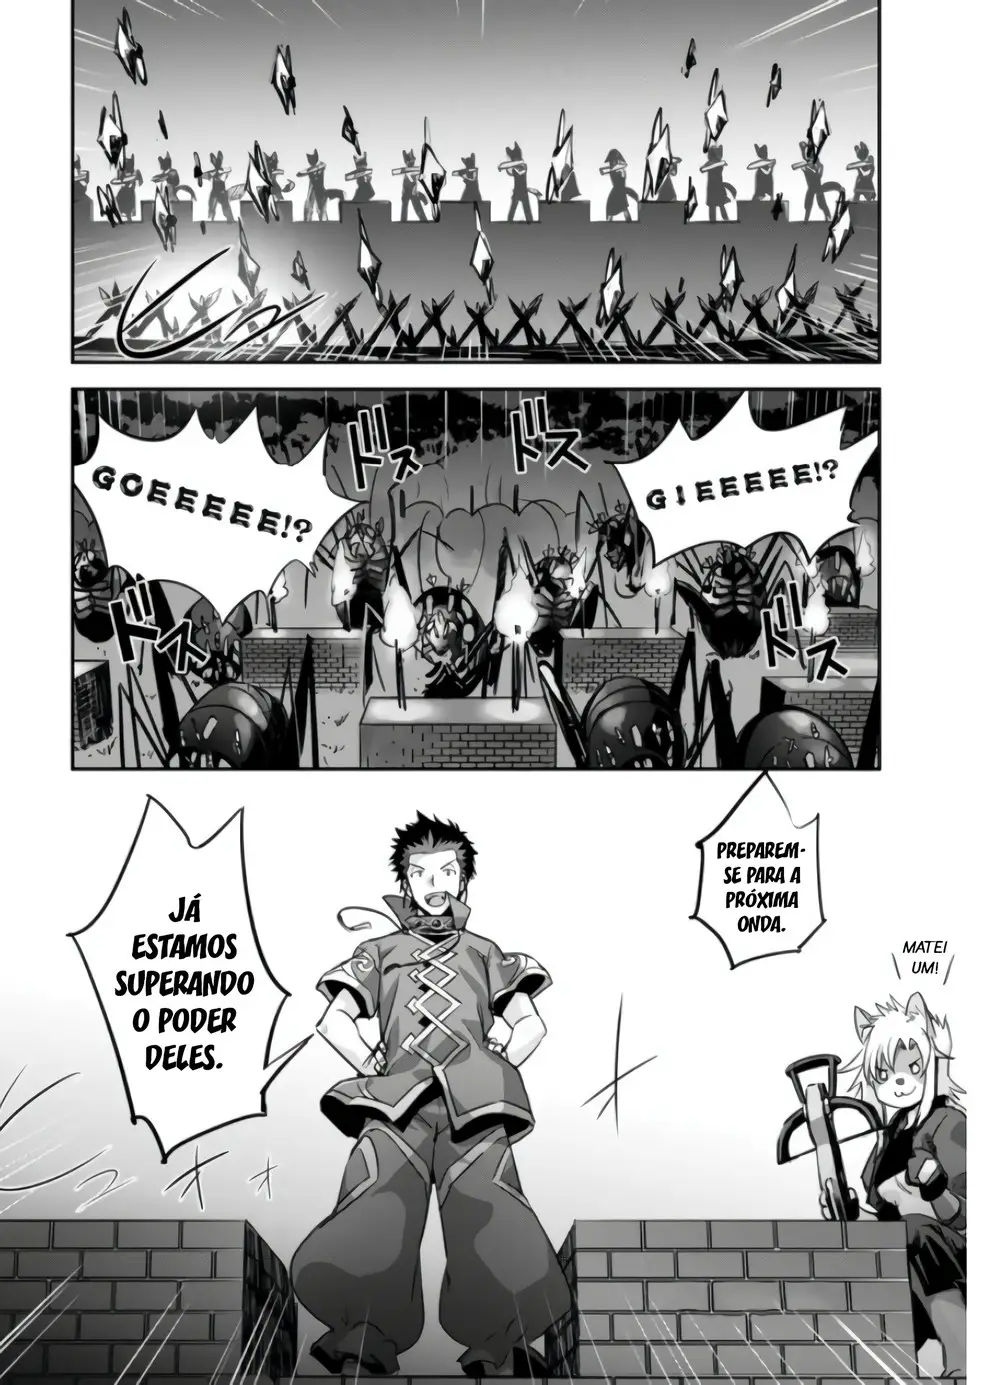 GIEEEEE!?
GOEEEEE!?
ドス
ドス
ドス
ドス
PREPAREM-
SE PARA A
PRÓXIMA
ONDA.
MATEI
UM!
JÁ
ESTAMOS
SUPERANDO
O PODER
DELES.